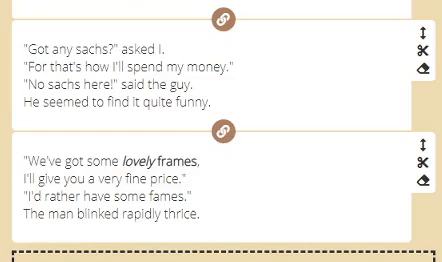 "Got any sachs?" asked I.
"For that's how I'll spend my money."
"No sachs here!" said the guy.
He seemed to find it quite funny.
"We've got some lovely frames,
I'll give you a very fine price."
"I'd rather have some fames."
The man blinked rapidly thrice.